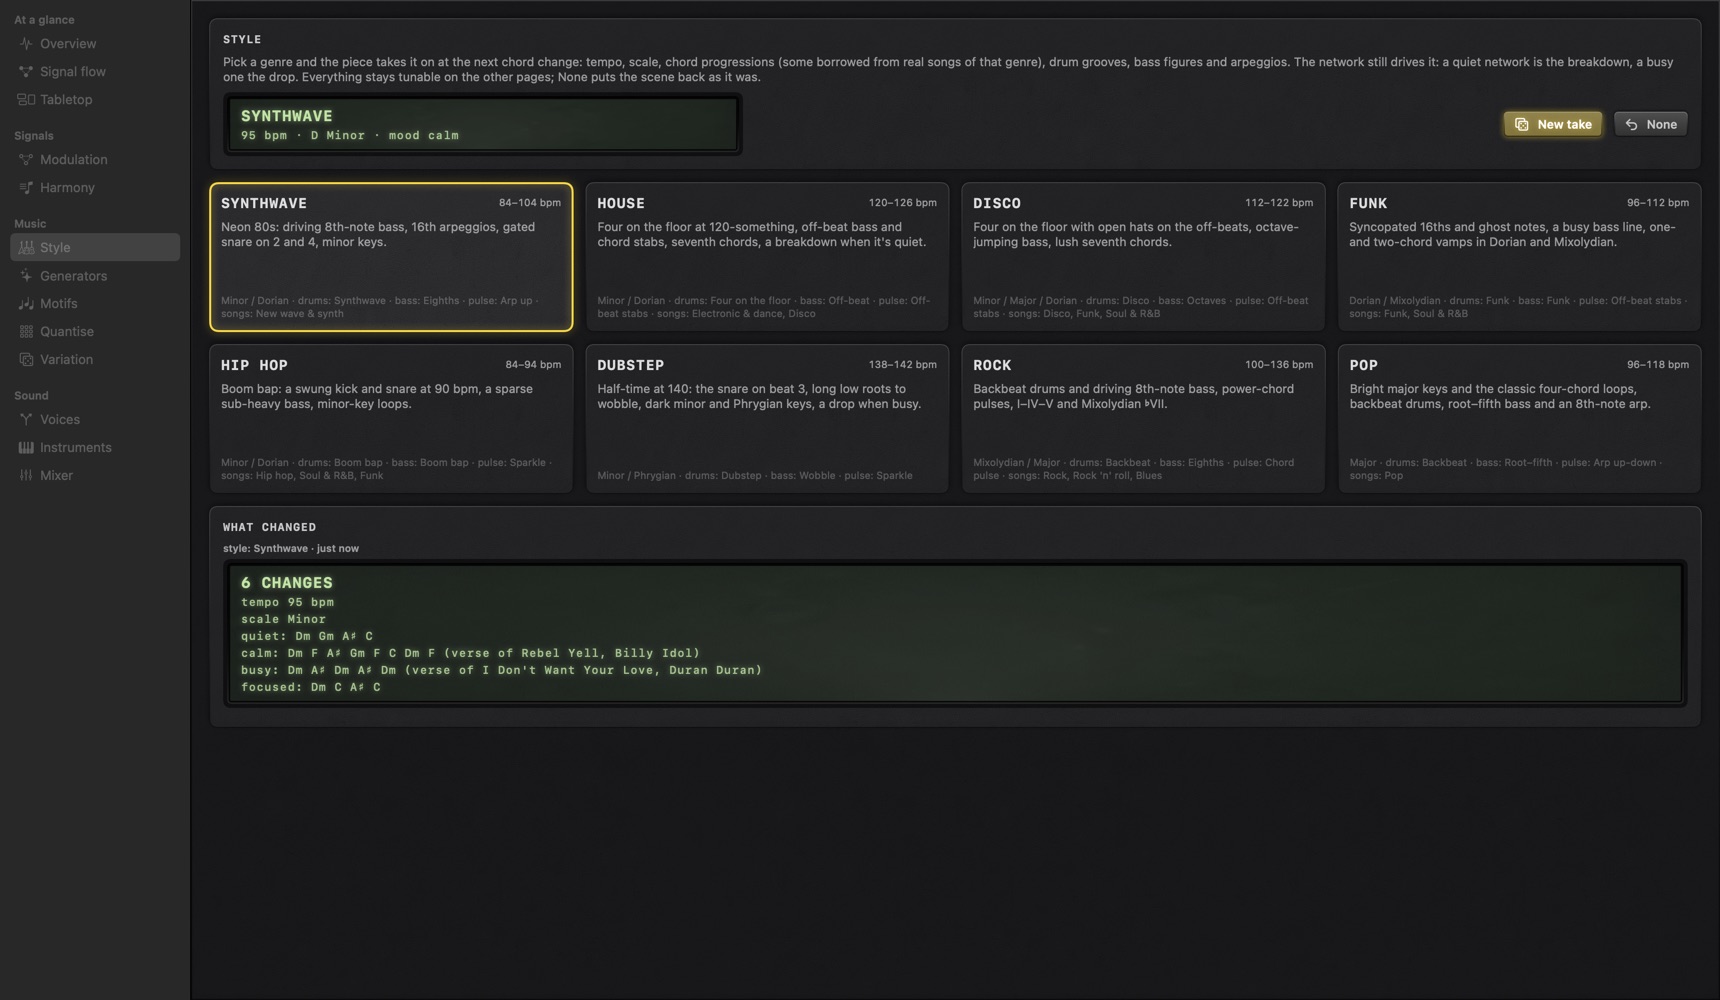 At a glance
Overview
Signal flow
Tabletop
Signals
Modulation
Harmony
Music
Style
Generators
Motifs
Quantise
Variation
Sound
Voices
Instruments
Mixer
STYLE
Pick a genre and the piece takes it on at the next chord change: tempo, scale, chord progressions (some borrowed from real songs of that genre), drum grooves, bass figures and arpeggios. The network still drives it: a quiet network is the breakdown, a busy
one the drop. Everything stays tunable on the other pages; None puts the scene back as it was.
SYNTHWAVE
95 bpm · D Minor · mood calm
New take
None
SYNTHWAVE
84–104 bpm
Neon 80s: driving 8th-note bass, 16th arpeggios, gated
snare on 2 and 4, minor keys.
Minor / Dorian · drums: Synthwave · bass: Eighths · pulse: Arp up ·
songs: New wave & synth
HOUSE
120–126 bpm
Four on the floor at 120-something, off-beat bass and
chord stabs, seventh chords, a breakdown when it's quiet.
Minor / Dorian · drums: Four on the floor · bass: Off-beat · pulse: Off-
beat stabs · songs: Electronic & dance, Disco
DISCO
112–122 bpm
Four on the floor with open hats on the off-beats, octave-
jumping bass, lush seventh chords.
Minor / Major / Dorian · drums: Disco · bass: Octaves · pulse: Off-beat
stabs · songs: Disco, Funk, Soul & R&B
FUNK
96–112 bpm
Syncopated 16ths and ghost notes, a busy bass line, one-
and two-chord vamps in Dorian and Mixolydian.
Dorian / Mixolydian · drums: Funk · bass: Funk · pulse: Off-beat stabs ·
songs: Funk, Soul & R&B
HIP HOP
84–94 bpm
Boom bap: a swung kick and snare at 90 bpm, a sparse
sub-heavy bass, minor-key loops.
Minor / Dorian · drums: Boom bap · bass: Boom bap · pulse: Sparkle ·
songs: Hip hop, Soul & R&B, Funk
DUBSTEP
138–142 bpm
Half-time at 140: the snare on beat 3, long low roots to
wobble, dark minor and Phrygian keys, a drop when busy.
Minor / Phrygian · drums: Dubstep · bass: Wobble · pulse: Sparkle
ROCK
100–136 bpm
Backbeat drums and driving 8th-note bass, power-chord
pulses, I–IV–V and Mixolydian ♭VII.
Mixolydian / Major · drums: Backbeat · bass: Eighths · pulse: Chord
pulse · songs: Rock, Rock 'n' roll, Blues
POP
96–118 bpm
Bright major keys and the classic four-chord loops,
backbeat drums, root–fifth bass and an 8th-note arp.
Major · drums: Backbeat · bass: Root–fifth · pulse: Arp up-down ·
songs: Pop
WHAT CHANGED
style: Synthwave · just now
6 CHANGES
tempo 95 bpm
scale Minor
quiet: Dm Gm A♯ C
calm: Dm F A♯ Gm F C Dm F (verse of Rebel Yell, Billy Idol)
busy: Dm A♯ Dm A♯ Dm (verse of I Don't Want Your Love, Duran Duran)
focused: Dm C A♯ C